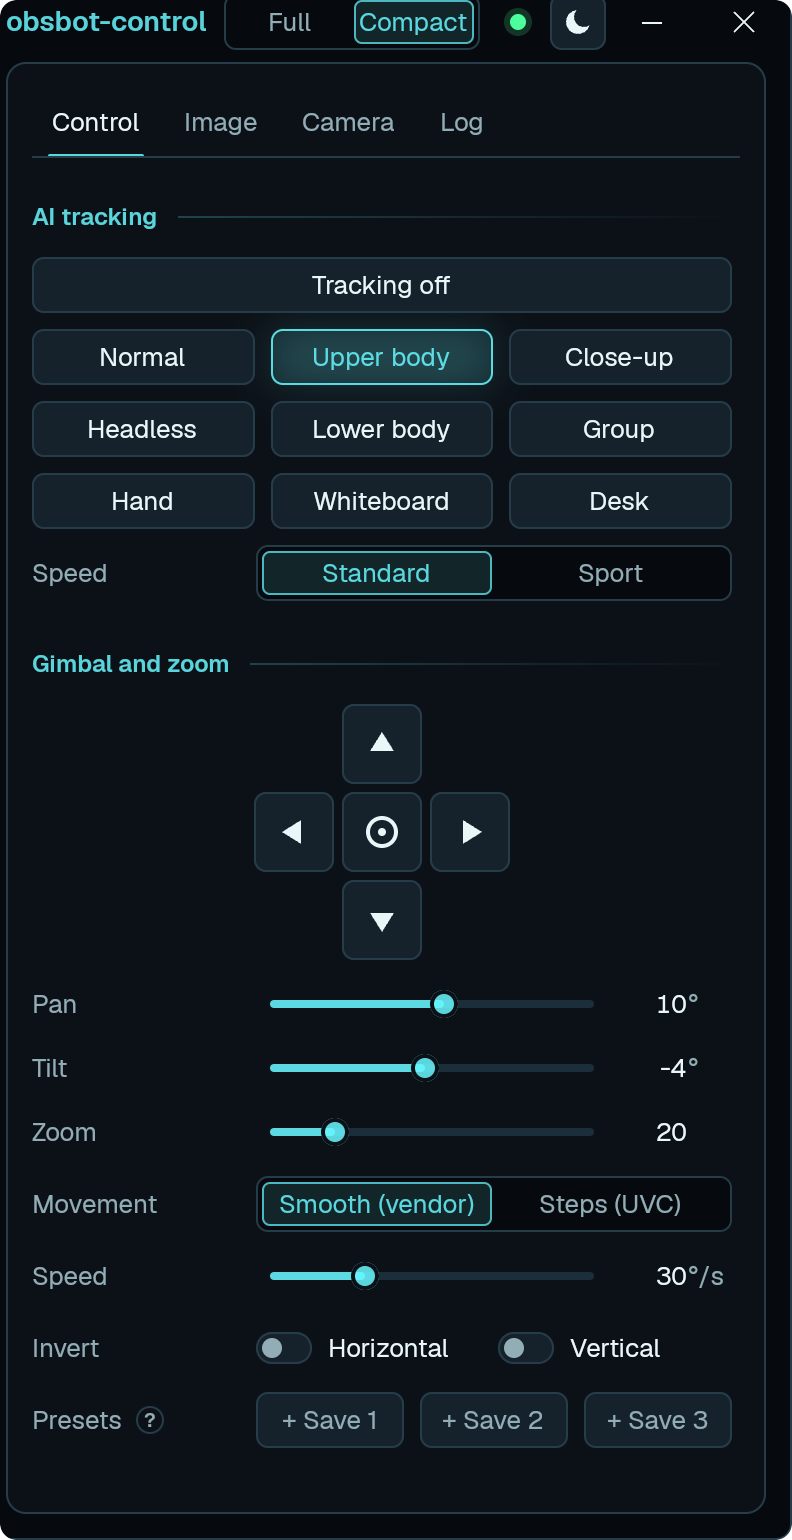 obsbot-control Full Compact
Control Image Camera Log
AI tracking
Tracking off
Normal Upper body Close-up
Headless Lower body Group
Hand Whiteboard Desk
Speed Standard Sport
Gimbal and zoom
Pan 10°
Tilt -4°
Zoom 20
Movement Smooth (vendor) Steps (UVC)
Speed 30°/s
Invert Horizontal Vertical
Presets ? + Save 1 + Save 2 + Save 3